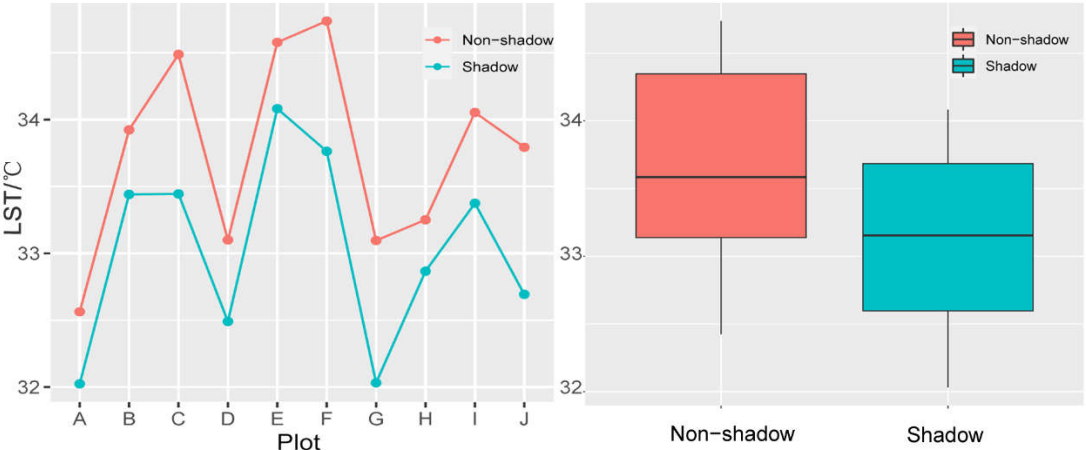 LST/℃
34
33
32
A B C D E F G H I J
Plot
Non-shadow
Shadow
34
33
32
Non-shadow
Shadow
Non-shadow
Shadow